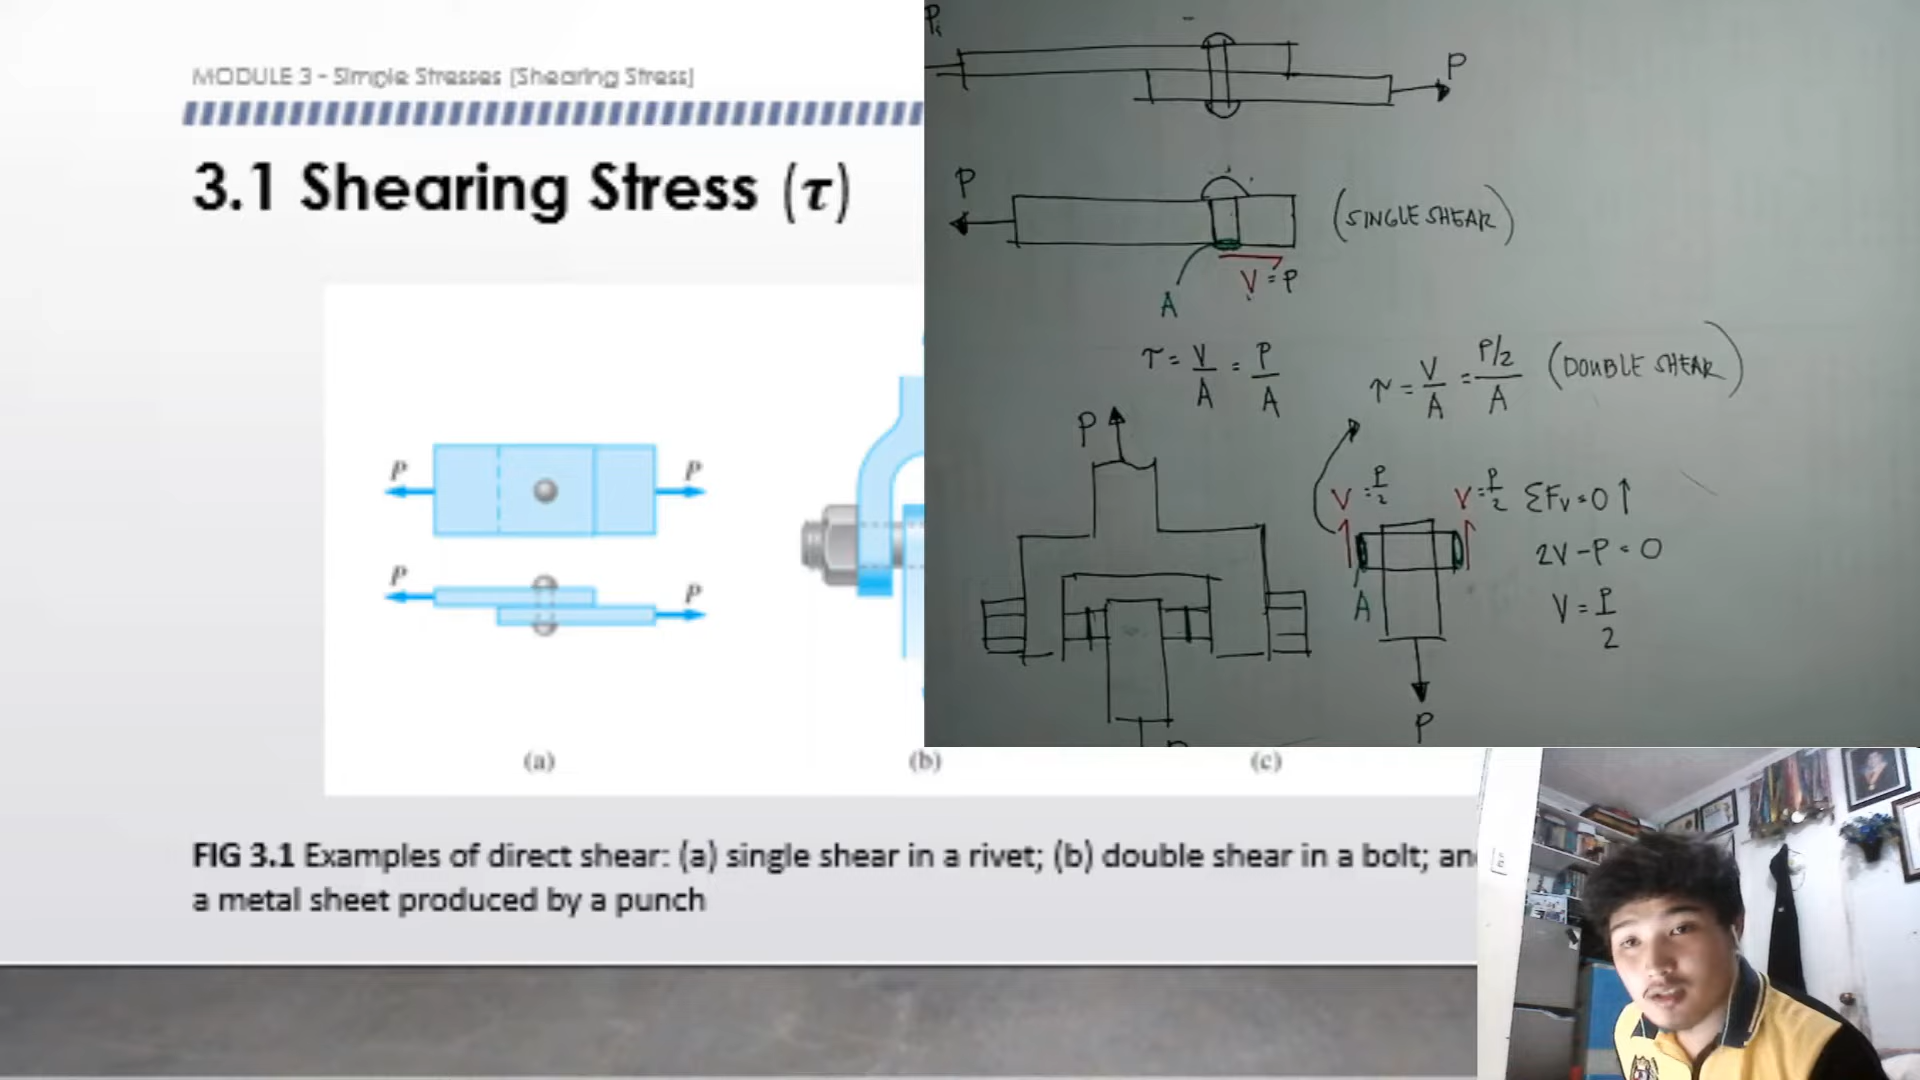 MODULE 3 - Simple Stresses (Shearing Stress)
3.1 Shearing Stress (τ)
P P
P P
(a) (b) (c)
FIG 3.1 Examples of direct shear: (a) single shear in a rivet; (b) double shear in a bolt; an
a metal sheet produced by a punch
P
P
P
(SINGLE SHEAR)
V = P
A
τ = V/A = P/A
τ = V/A = P/2/A (DOUBLE SHEAR)
P
V = P/2 V = P/2 ΣFv = 0 ↑
2V - P = 0
A
V = P/2
P